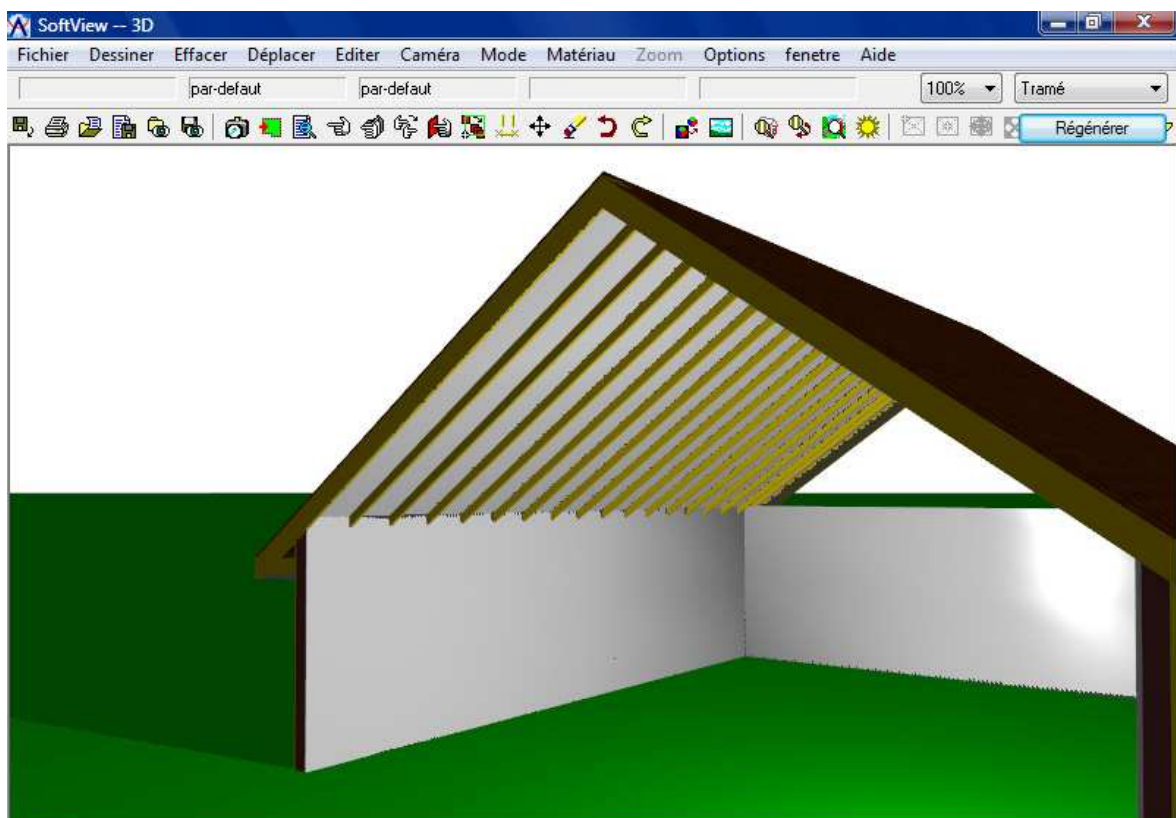 SoftView -- 3D
Fichier Dessiner Effacer Déplacer Editer Caméra Mode Matériau Zoom Options fenetre Aide
par-defaut par-defaut 100% Tramé
Régénérer